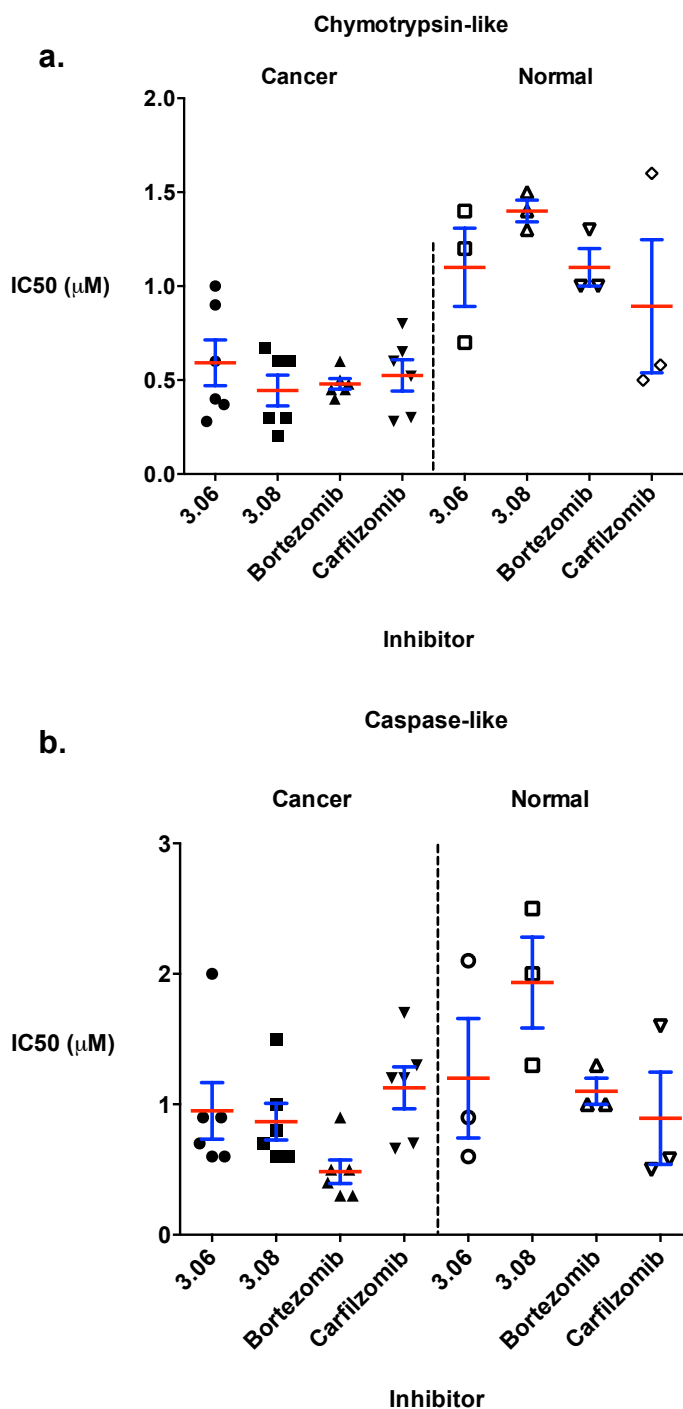 Chymotrypsin-like
a.
Cancer Normal
2.0
1.5
IC50 (μM)
1.0
0.5
0.0
3.06 3.08 Bortezomib Carfilzomib 3.06 3.08 Bortezomib Carfilzomib
Inhibitor
Caspase-like
b.
Cancer Normal
3
2
IC50 (μM)
1
0
3.06 3.08 Bortezomib Carfilzomib 3.06 3.08 Bortezomib Carfilzomib
Inhibitor